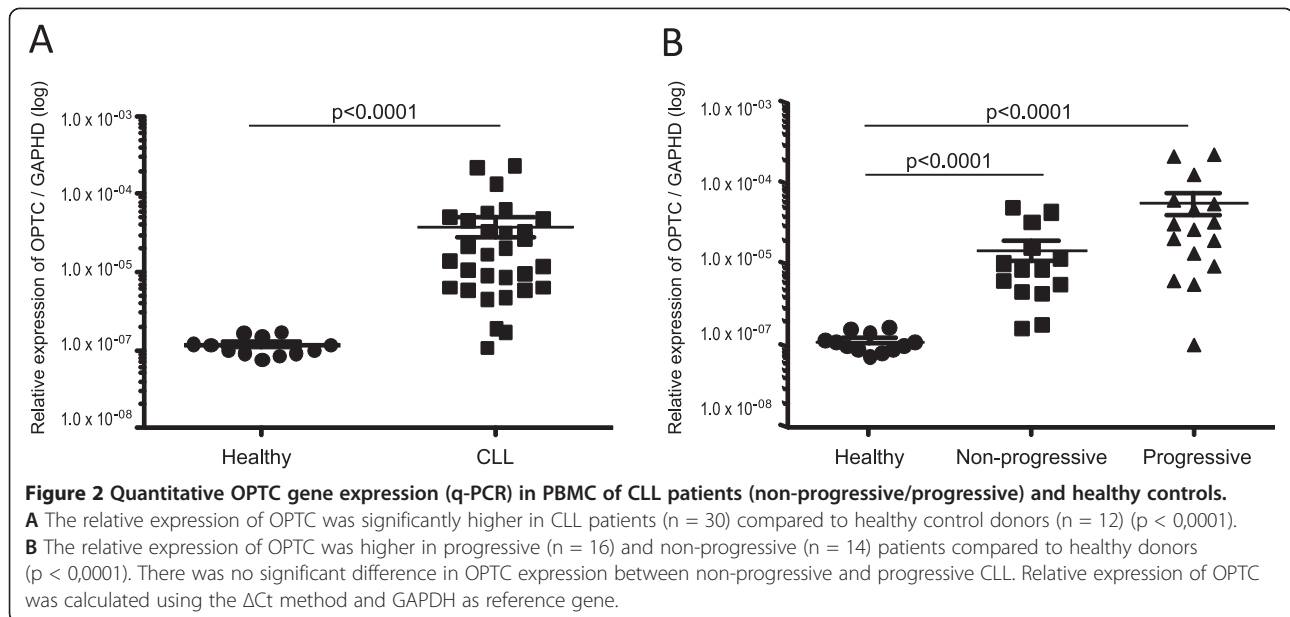 A
Relative expression of OPTC / GAPHD (log)
1.0 x 10-03
1.0 x 10-04
1.0 x 10-05
1.0 x 10-07
1.0 x 10-08
p<0.0001
Healthy
CLL
B
Relative expression of OPTC / GAPHD (log)
1.0 x 10-03
1.0 x 10-04
1.0 x 10-05
1.0 x 10-07
1.0 x 10-08
p<0.0001
p<0.0001
Healthy
Non-progressive
Progressive
Figure 2 Quantitative OPTC gene expression (q-PCR) in PBMC of CLL patients (non-progressive/progressive) and healthy controls.
A The relative expression of OPTC was significantly higher in CLL patients (n = 30) compared to healthy control donors (n = 12) (p < 0,0001).
B The relative expression of OPTC was higher in progressive (n = 16) and non-progressive (n = 14) patients compared to healthy donors
(p < 0,0001). There was no significant difference in OPTC expression between non-progressive and progressive CLL. Relative expression of OPTC
was calculated using the ΔCt method and GAPDH as reference gene.